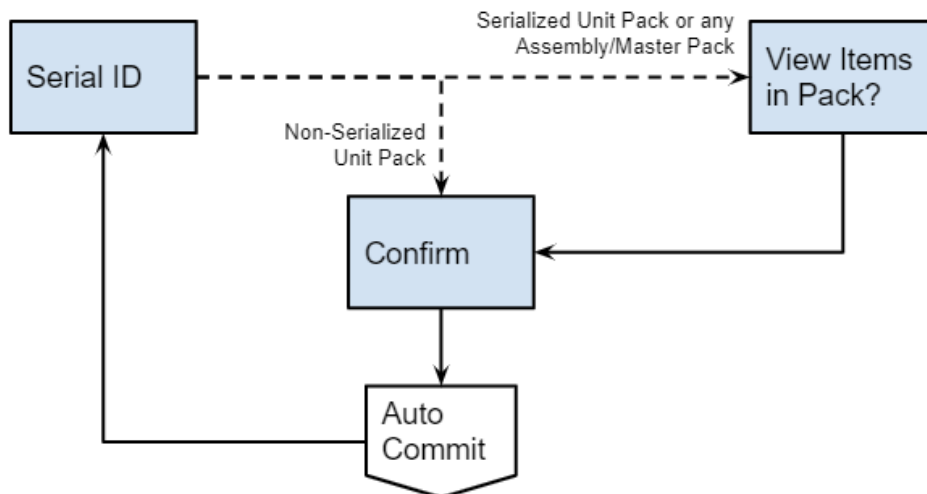 Serialized Unit Pack or any
Assembly/Master Pack
Serial ID
View Items
in Pack?
Non-Serialized
Unit Pack
Confirm
Auto
Commit